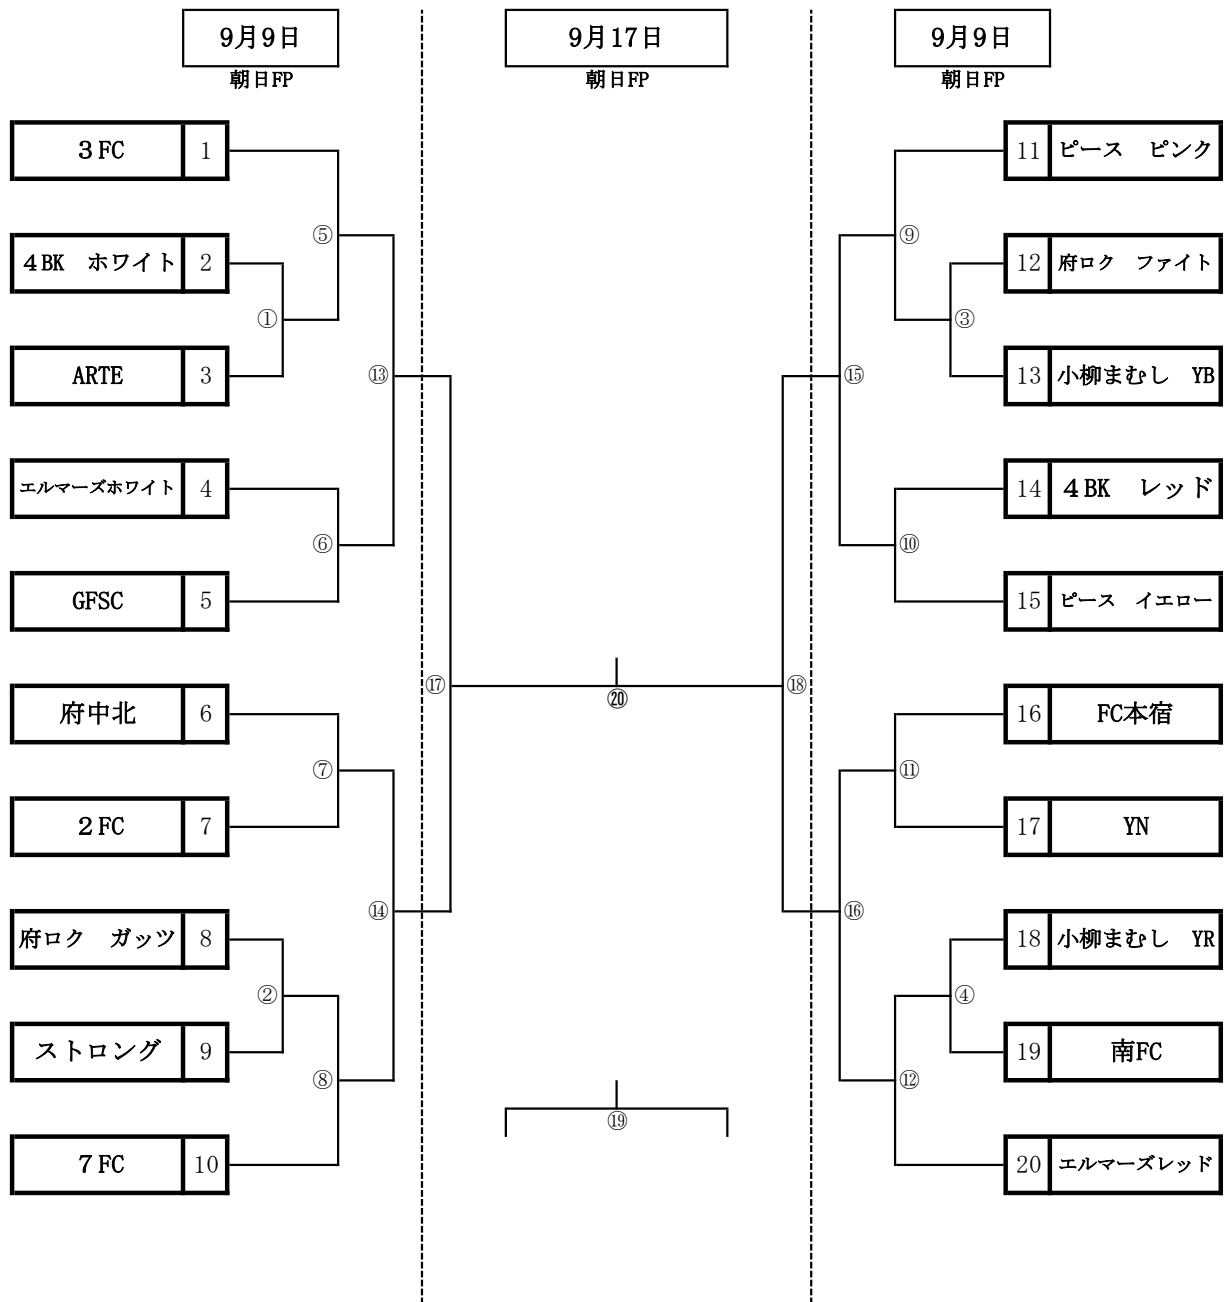 9月9日
9月17日
9月9日
朝日FP
朝日FP
朝日FP
３FC 1
11 ピース　ピンク
⑤
⑨
４BK　ホワイト 2
12 府ロク　ファイト
①
③
ARTE 3
⑬
⑮
13 小柳まむし　YB
エルマーズホワイト 4
14 ４BK　レッド
⑥
⑩
GFSC 5
15 ピース　イエロー
⑰
⑳
⑱
府中北 6
16 FC本宿
⑦
⑪
２FC 7
17 YN
⑭
⑯
府ロク　ガッツ 8
18 小柳まむし　YR
②
④
ストロング 9
19 南FC
⑧
⑫
⑲
７FC 10
20 エルマーズレッド